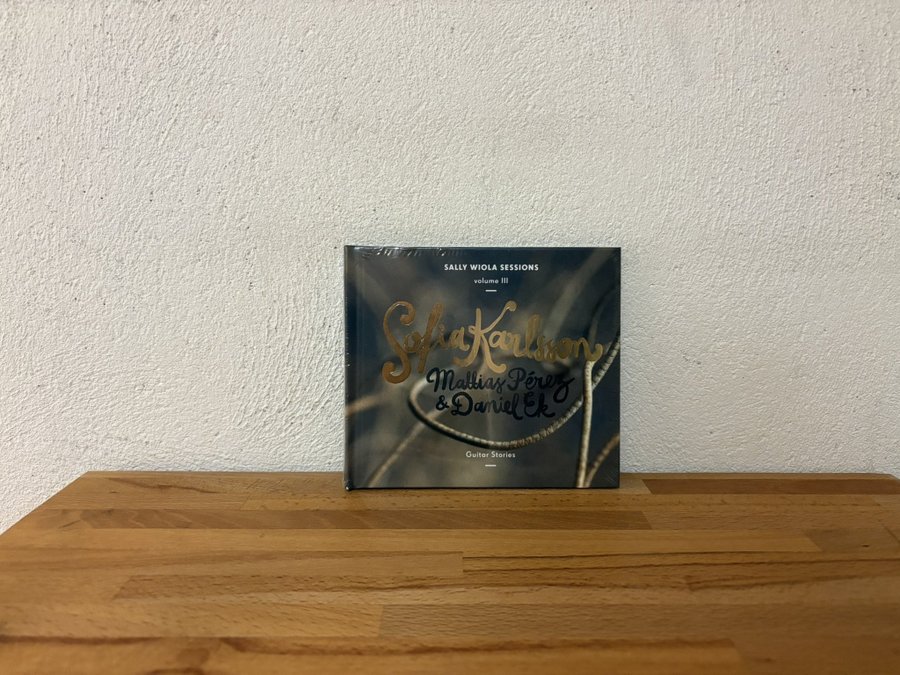 SALLY WIOLA SESSIONS
volume III
Sofia Karlsson
Mattias Pérez
& Daniel Ek
Guitar Stories